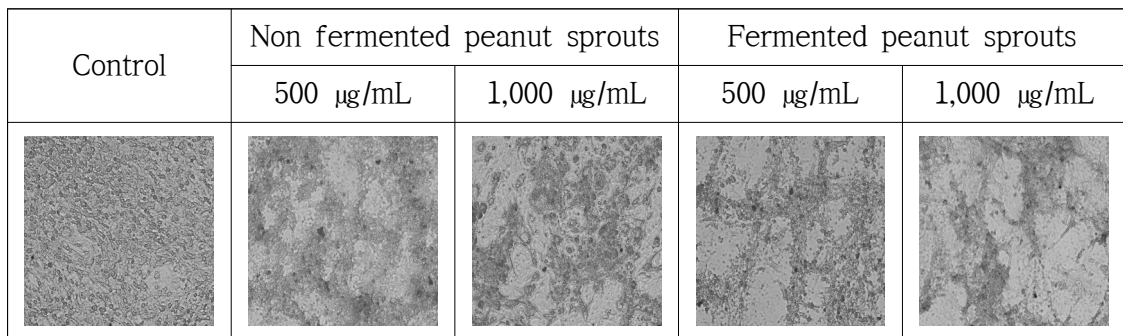 Control
Non fermented peanut sprouts
Fermented peanut sprouts
500 μg/mL
1,000 μg/mL
500 μg/mL
1,000 μg/mL